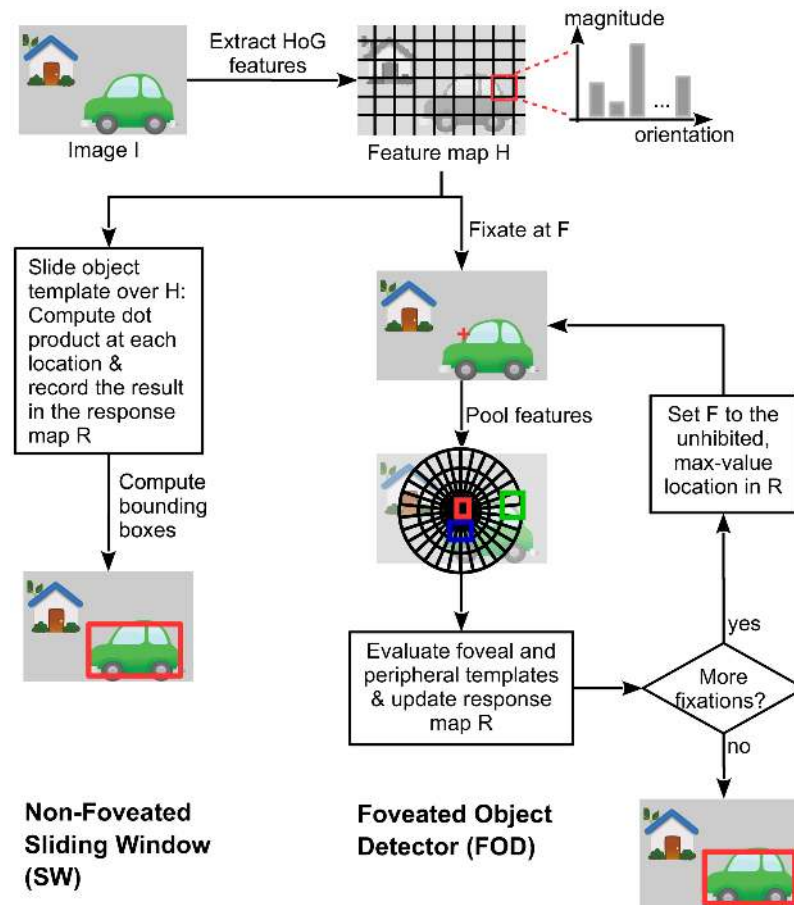 Extract HoG
features
magnitude
...
orientation
Image I
Feature map H
Fixate at F
Slide object
template over H:
Compute dot
product at each
location &
record the result
in the response
map R
Pool features
Set F to the
unhibited,
max-value
location in R
Compute
bounding
boxes
Evaluate foveal and
peripheral templates
& update response
map R
yes
More
fixations?
no
Non-Foveated
Sliding Window
(SW)
Foveated Object
Detector (FOD)